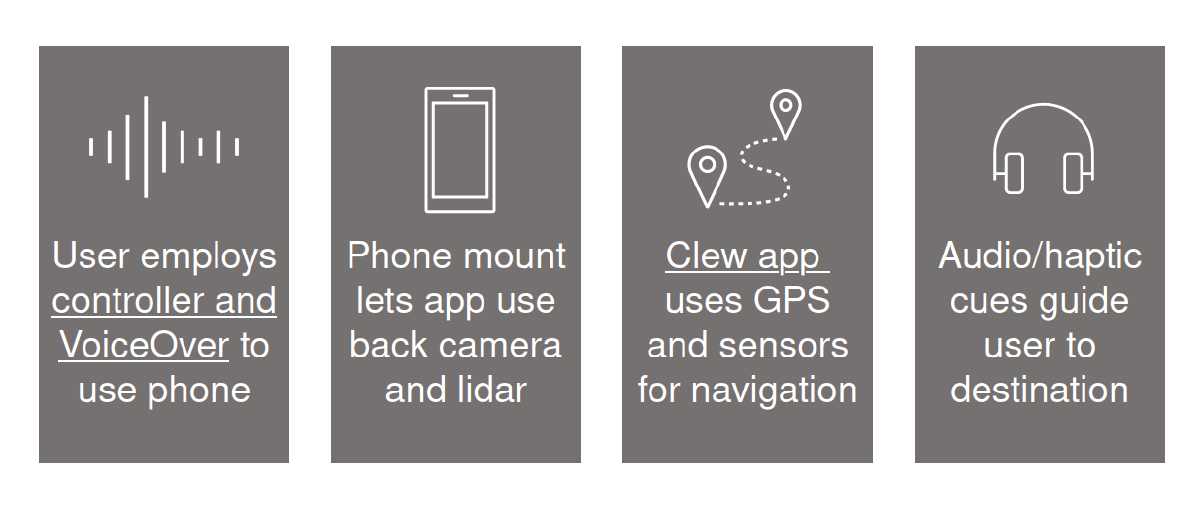 User employs
controller and
VoiceOver to
use phone
Phone mount
lets app use
back camera
and lidar
Clew app
uses GPS
and sensors
for navigation
Audio/haptic
cues guide
user to
destination